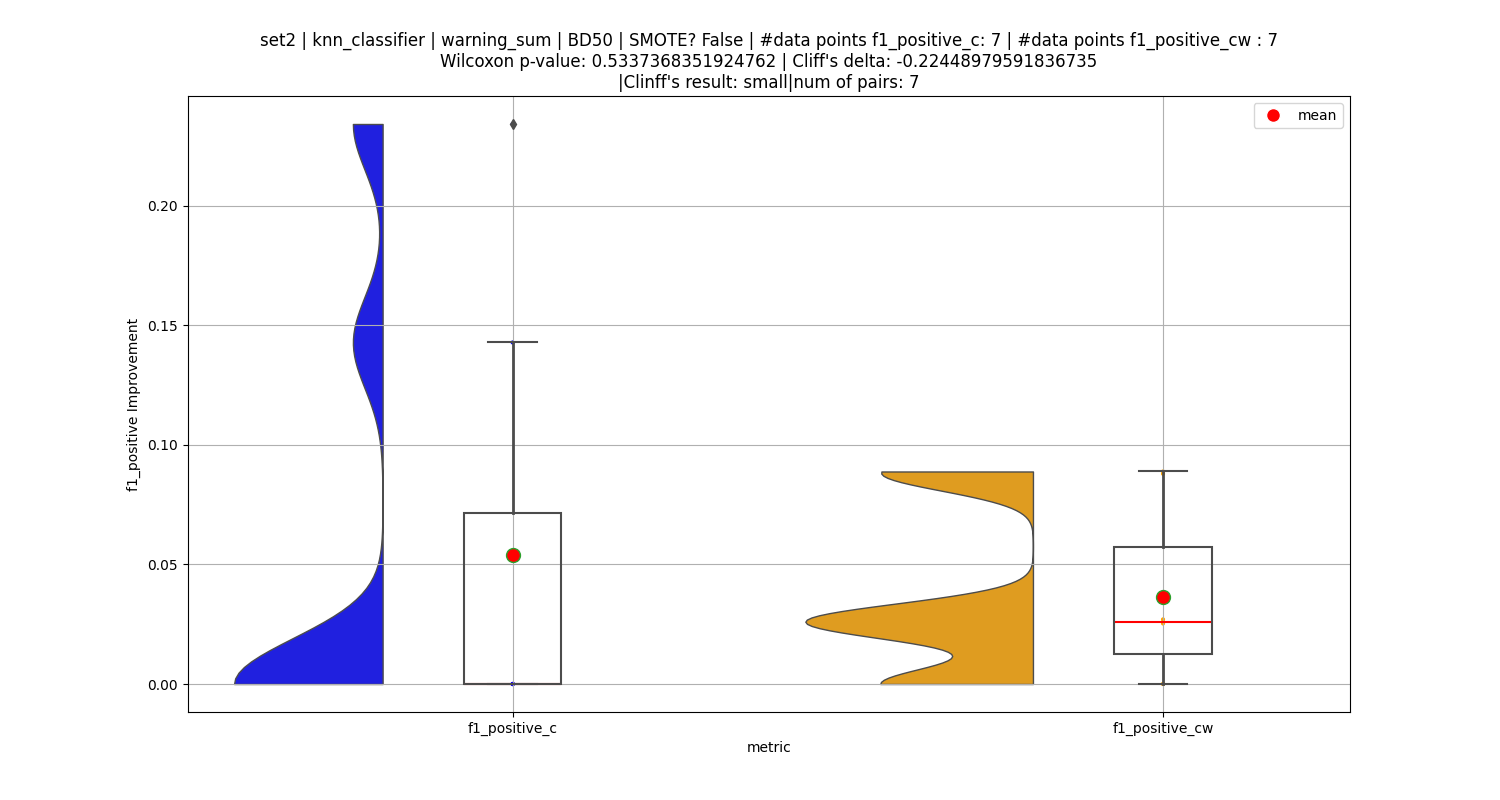 set2 | knn_classifier | warning_sum | BD50 | SMOTE? False | #data points f1_positive_c: 7 | #data points f1_positive_cw : 7
Wilcoxon p-value: 0.5337368351924762 | Cliff's delta: -0.22448979591836735
|Clinff's result: small|num of pairs: 7
mean
0.20
0.15
0.10
0.05
0.00
f1_positive Improvement
f1_positive_c
f1_positive_cw
metric